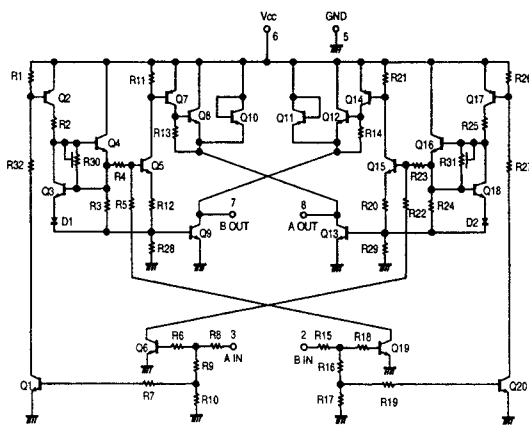 Vcc GND
6 5
R1 R11 R21 R26
Q2 Q7 Q8 Q10 Q11 Q12 Q14 Q17
R2 R13 R14 R25
Q4 Q16
R30 R4 Q5 Q15 R23 R31
R32 R27
Q3 R3 R5 R12 R20 R22 R24 Q18
7 8
D1 B OUT A OUT D2
R28 Q9 Q13 R29
Q6 R6 R8 3 2 R15 R18 Q19
A IN B IN
R9 R16
Q1 R7 R10 R17 R19 Q20